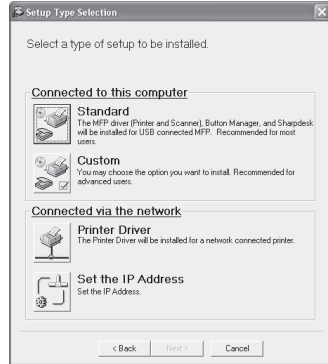 Setup Type Selection
Select a type of setup to be installed.
Connected to this computer
Standard
The MFP driver (Printer and Scanner), Button Manager, and Sharpdesk
will be installed for USB connected MFP. Recommended for most
users.
Custom
You may choose the option you want to install. Recommended for
advanced users.
Connected via the network
Printer Driver
The Printer Driver will be installed for a network connected printer.
Set the IP Address
Set the IP Address.
< Back
Next >
Cancel